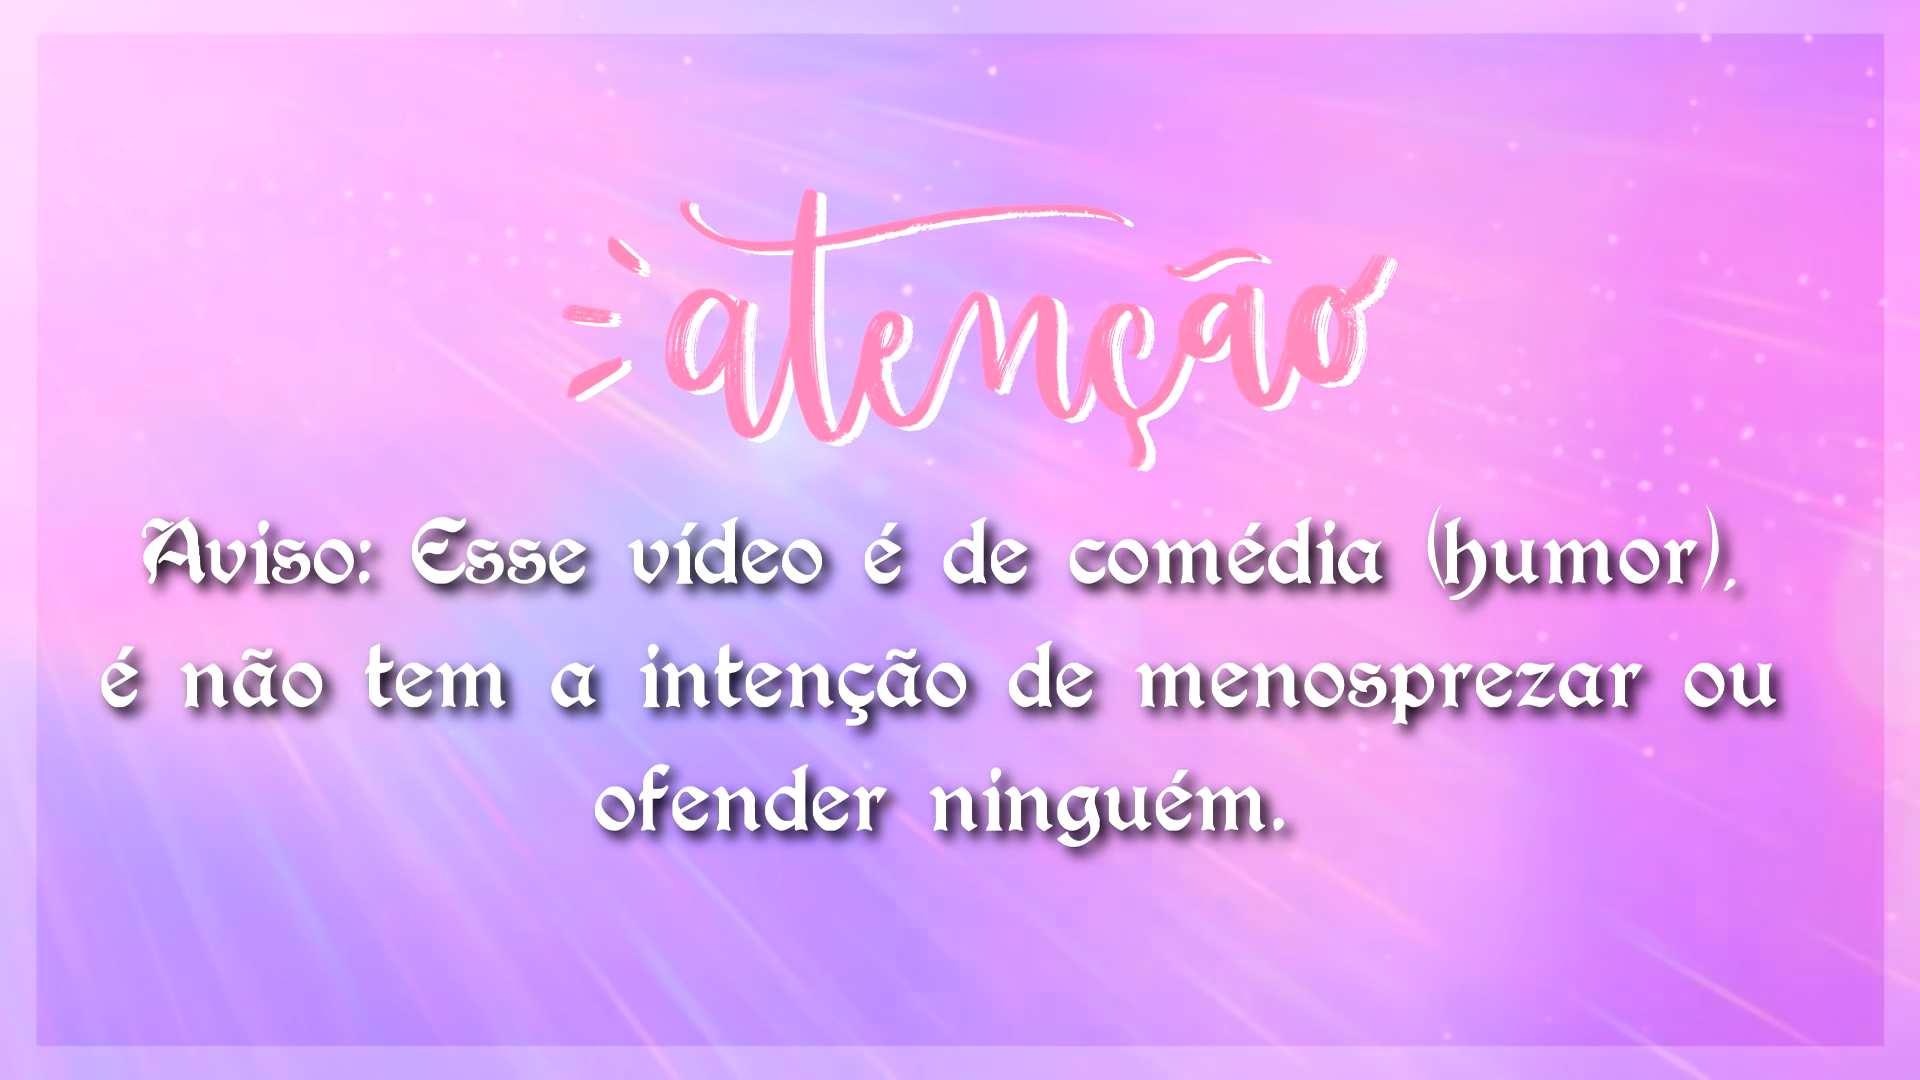 atenção
Aviso: Esse vídeo é de comédia (humor),
é não tem a intenção de menosprezar ou
ofender ninguém.